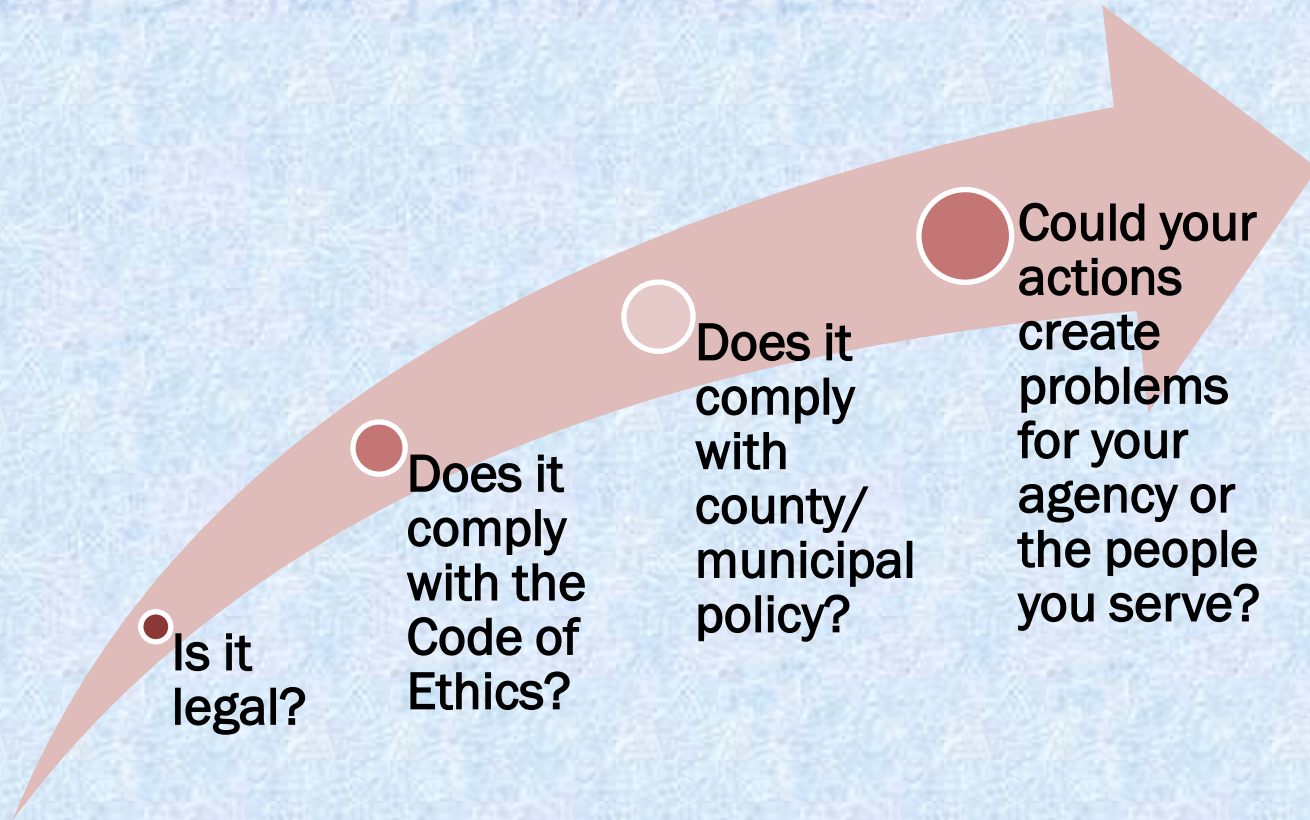 Is it
legal?
Does it
comply
with the
Code of
Ethics?
Does it
comply
with
county/
municipal
policy?
Could your
actions
create
problems
for your
agency or
the people
you serve?